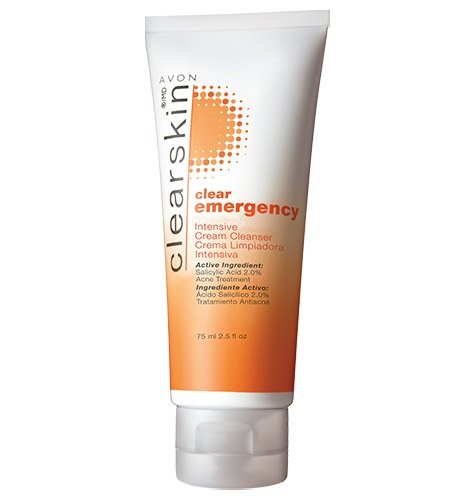 AVON
®/MD
clearskin
clear
emergency
Intensive
Cream Cleanser
Crema Limpiadora
Intensiva
Active Ingredient:
Salicylic Acid 2.0%
Acne Treatment
Ingrediente Activo:
Ácido Salicílico 2.0%
Tratamiento Antiacné
75 ml 2.5 fl oz